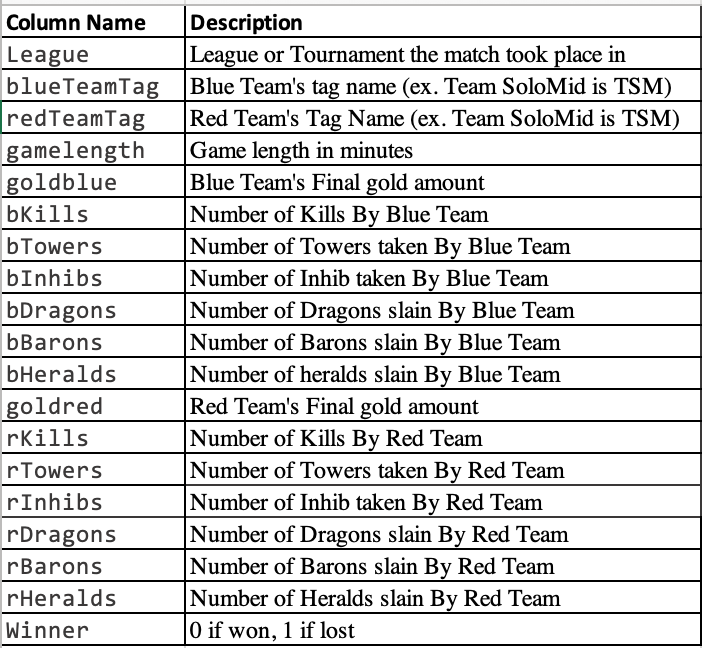 Column Name Description
League League or Tournament the match took place in
blueTeamTag Blue Team's tag name (ex. Team SoloMid is TSM)
redTeamTag Red Team's Tag Name (ex. Team SoloMid is TSM)
gamelength Game length in minutes
goldblue Blue Team's Final gold amount
bKills Number of Kills By Blue Team
bTowers Number of Towers taken By Blue Team
bInhibs Number of Inhib taken By Blue Team
bDragons Number of Dragons slain By Blue Team
bBarons Number of Barons slain By Blue Team
bHeralds Number of heralds slain By Blue Team
goldred Red Team's Final gold amount
rKills Number of Kills By Red Team
rTowers Number of Towers taken By Red Team
rInhibs Number of Inhib taken By Red Team
rDragons Number of Dragons slain By Red Team
rBarons Number of Barons slain By Red Team
rHeralds Number of Heralds slain By Red Team
Winner 0 if won, 1 if lost